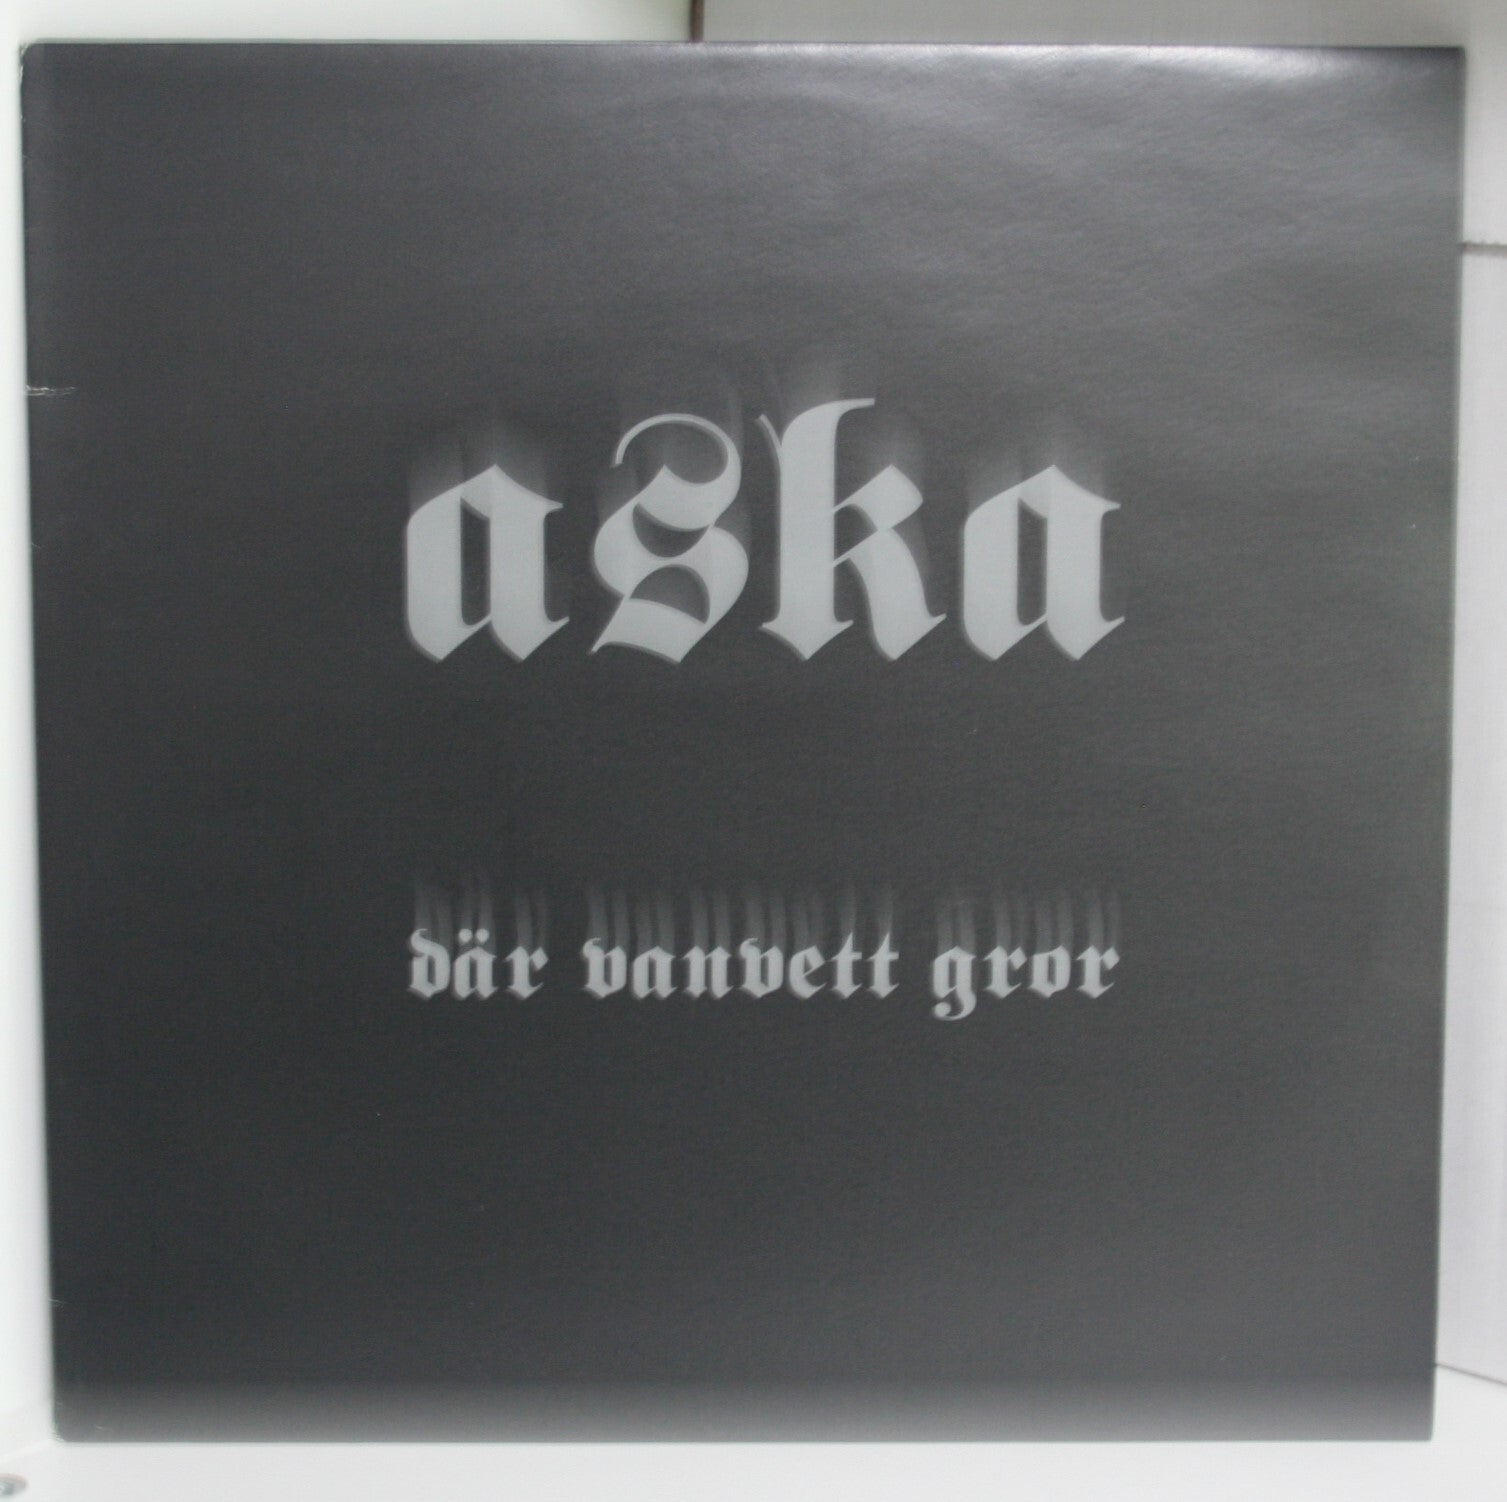 aska
där vanvett gror